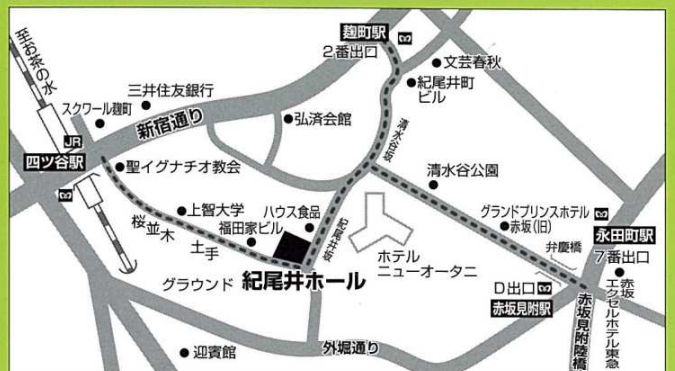 至お茶の水
麹町駅
2番出口
文芸春秋
紀尾井町
ビル
三井住友銀行
スクワール麹町
新宿通り
弘済会館
清水谷坂
JR
四ツ谷駅
聖イグナチオ教会
清水谷公園
上智大学
ハウス食品
福田家ビル
桜並木
土手
紀尾井坂
グランドプリンスホテル
赤坂(旧)
永田町駅
7番出口
弁慶橋
ホテル
ニューオータニ
グラウンド
紀尾井ホール
D出口
赤坂見附駅
赤坂
エクセルホテル東急
赤坂見附陸橋
外堀通り
迎賓館